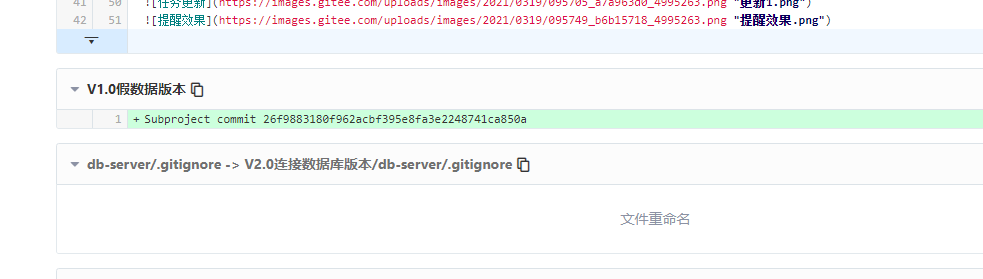 41 50 ![任务更新](https://images.gitee.com/uploads/images/2021/0319/095705_a7a963d0_4995263.png "更新1.png")
42 51 ![提醒效果](https://images.gitee.com/uploads/images/2021/0319/095749_b6b15718_4995263.png "提醒效果.png")
V1.0假数据版本
1 + Subproject commit 26f9883180f962acbf395e8fa3e2248741ca850a
db-server/.gitignore -> V2.0连接数据库版本/db-server/.gitignore
文件重命名